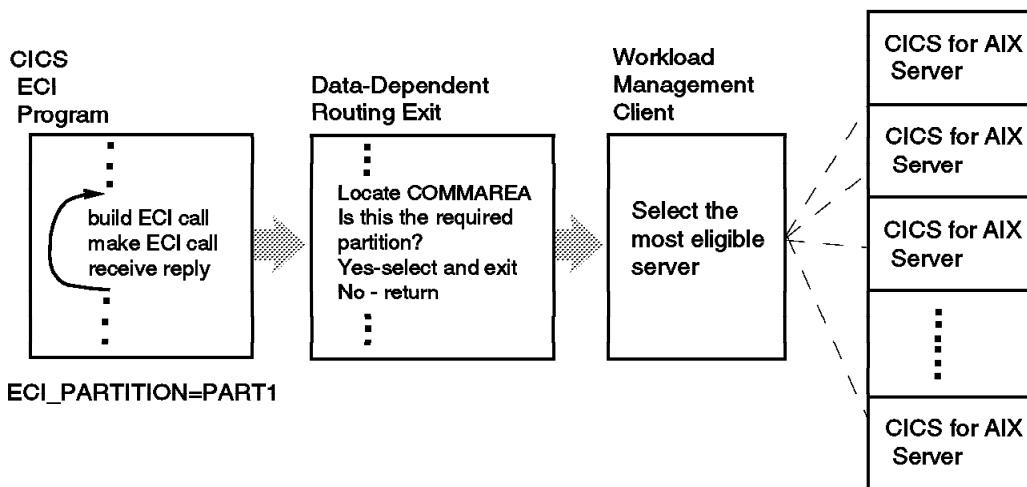 CICS
ECI
Program
build ECI call
make ECI call
receive reply
ECI_PARTITION=PART1
Data-Dependent
Routing Exit
Locate COMMAREA
Is this the required
partition?
Yes-select and exit
No - return
Workload
Management
Client
Select the
most eligible
server
CICS for AIX
Server
CICS for AIX
Server
CICS for AIX
Server
CICS for AIX
Server